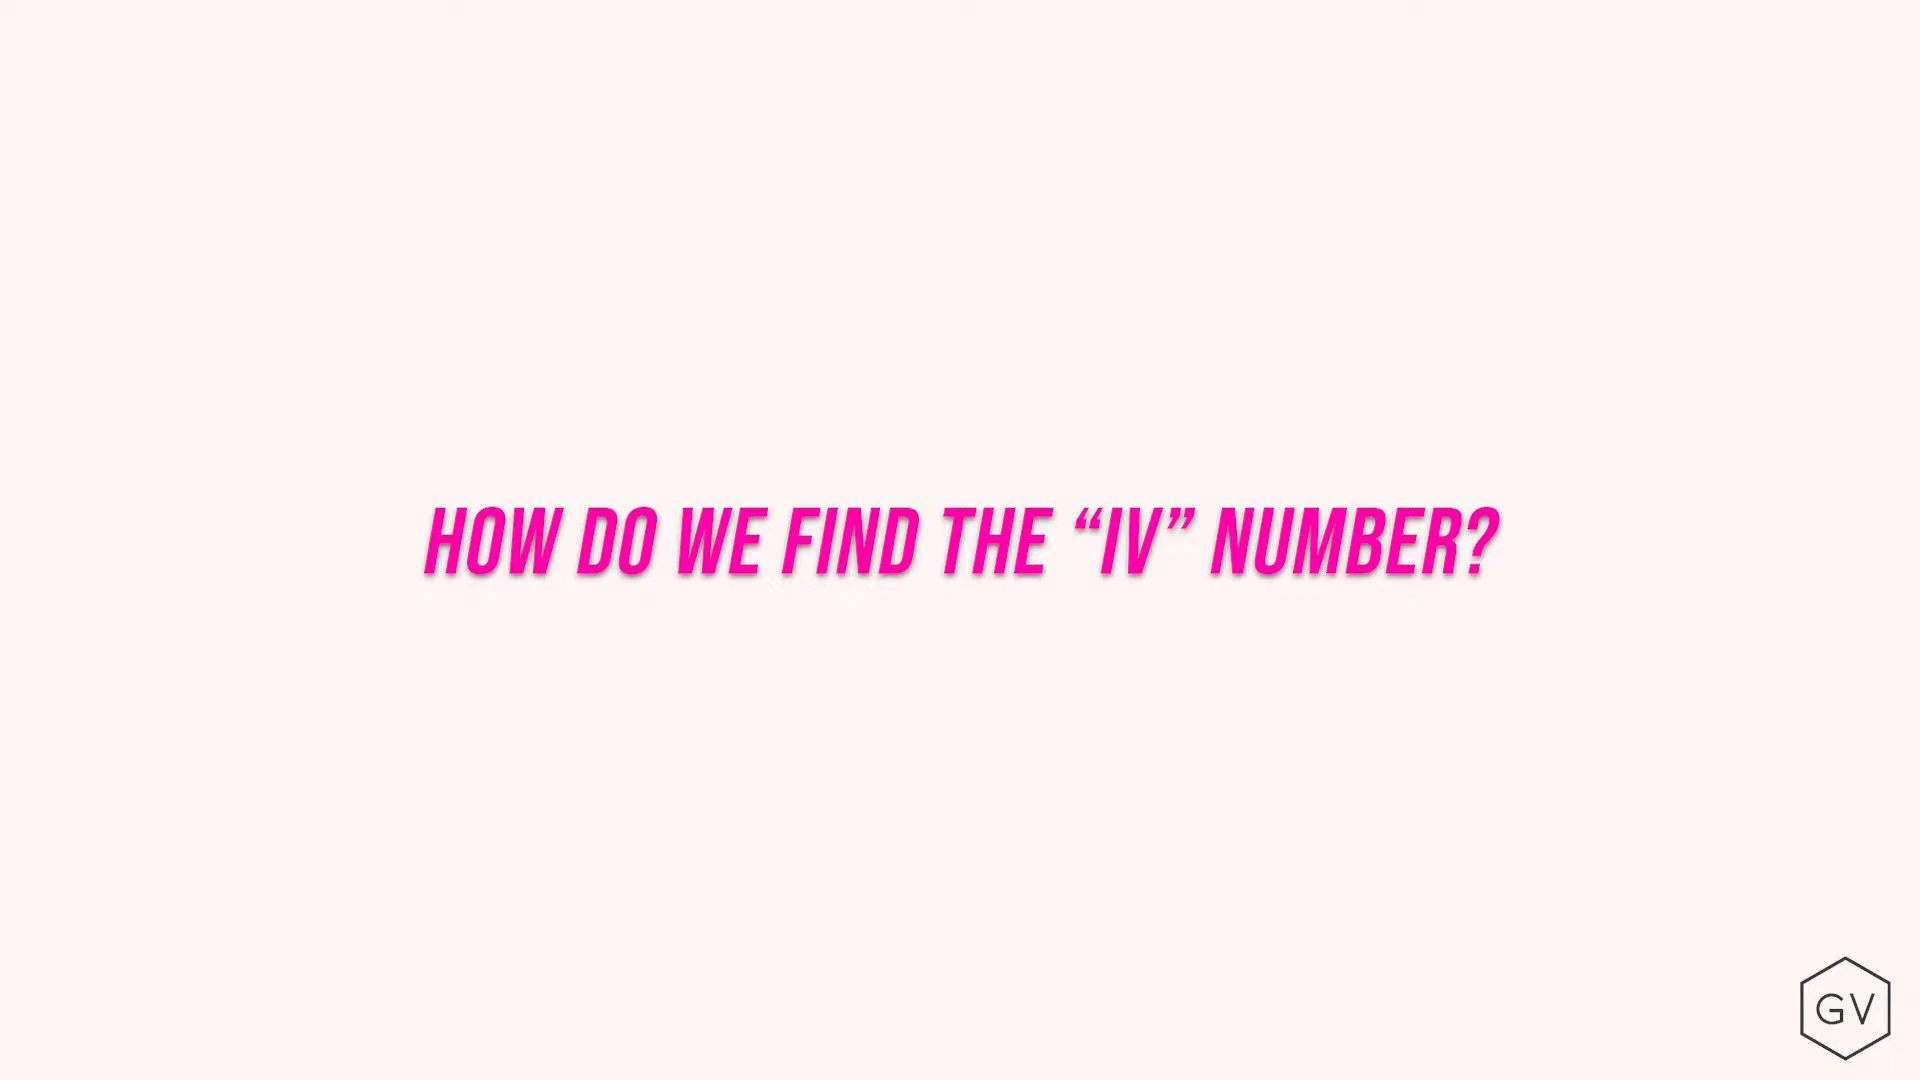 HOW DO WE FIND THE “IV” NUMBER?
GV